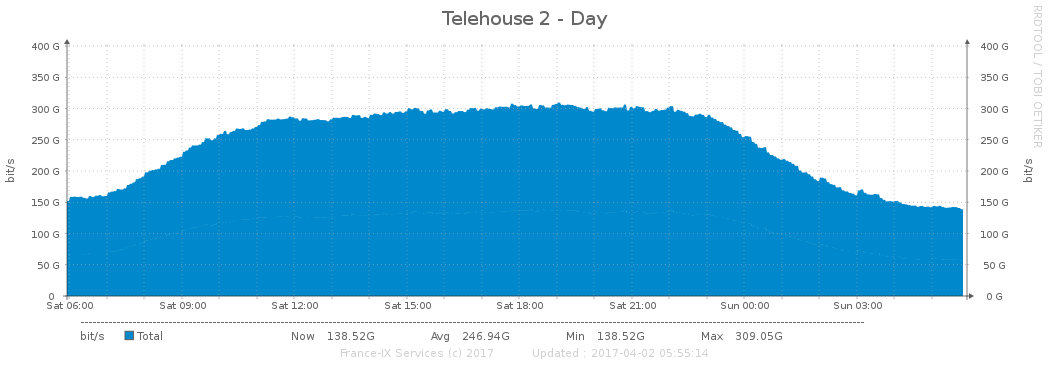 Telehouse 2 - Day
RRDTOOL / TOBI OETIKER
400 G 400 G
350 G 350 G
300 G 300 G
250 G 250 G
200 G 200 G
150 G 150 G
100 G 100 G
50 G 50 G
0 0 G
bit/s bit/s
Sat 06:00 Sat 09:00 Sat 12:00 Sat 15:00 Sat 18:00 Sat 21:00 Sun 00:00 Sun 03:00
bit/s Total Now 138.52G Avg 246.94G Min 138.52G Max 309.05G
France-IX Services (c) 2017 Updated : 2017-04-02 05:55:14